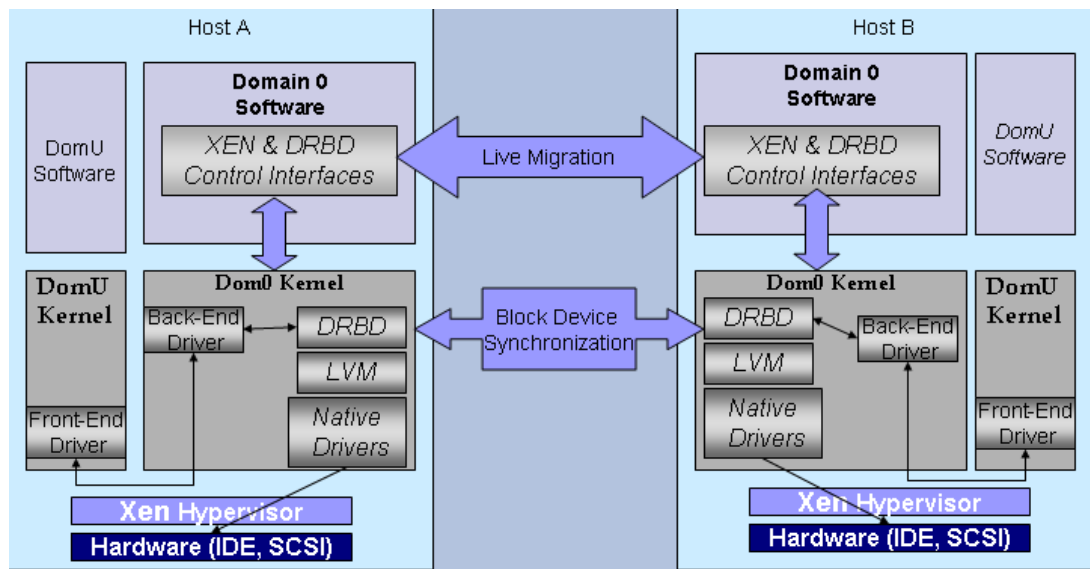 Host A
DomU
Software
Domain 0
Software
XEN & DRBD
Control Interfaces
DomU
Kernel
Dom0 Kernel
Back-End
Driver
DRBD
LVM
Native
Drivers
Front-End
Driver
Xen Hypervisor
Hardware (IDE, SCSI)
Live Migration
Block Device
Synchronization
Host B
Domain 0
Software
XEN & DRBD
Control Interfaces
DomU
Software
Dom0 Kernel
DRBD
LVM
Native
Drivers
Back-End
Driver
DomU
Kernel
Front-End
Driver
Xen Hypervisor
Hardware (IDE, SCSI)